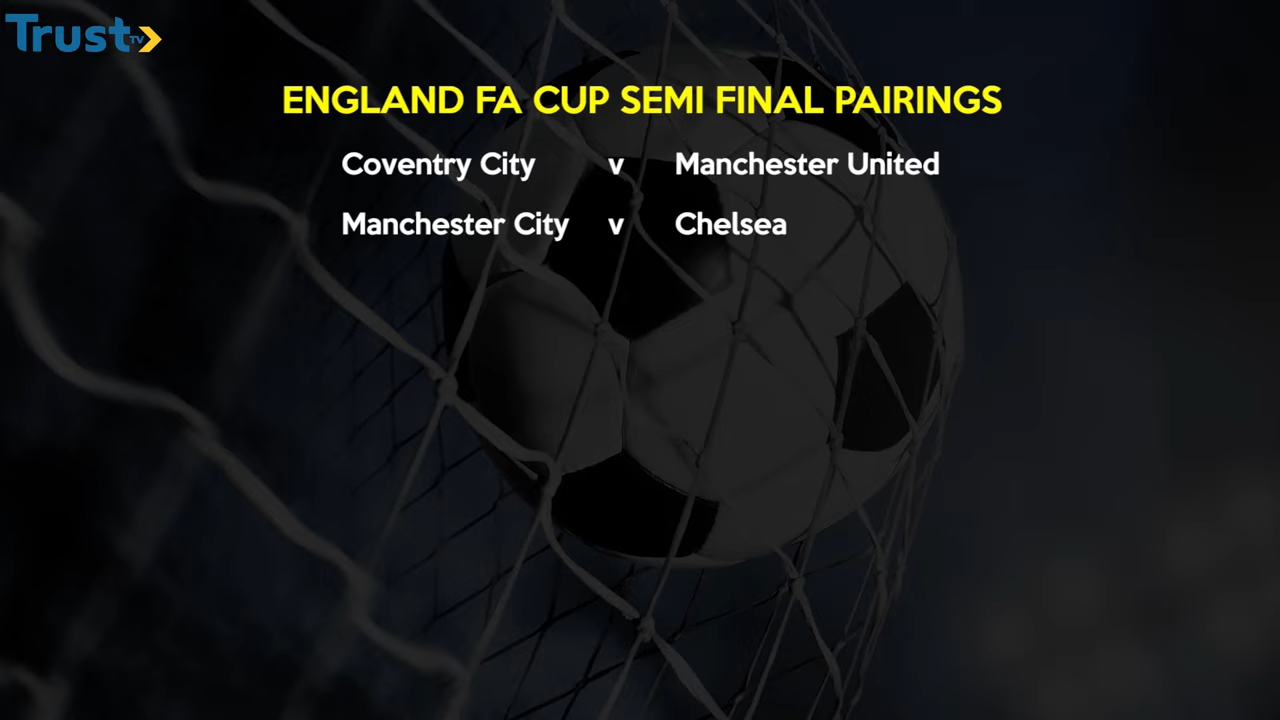 Trust TV
ENGLAND FA CUP SEMI FINAL PAIRINGS
Coventry City v Manchester United
Manchester City v Chelsea